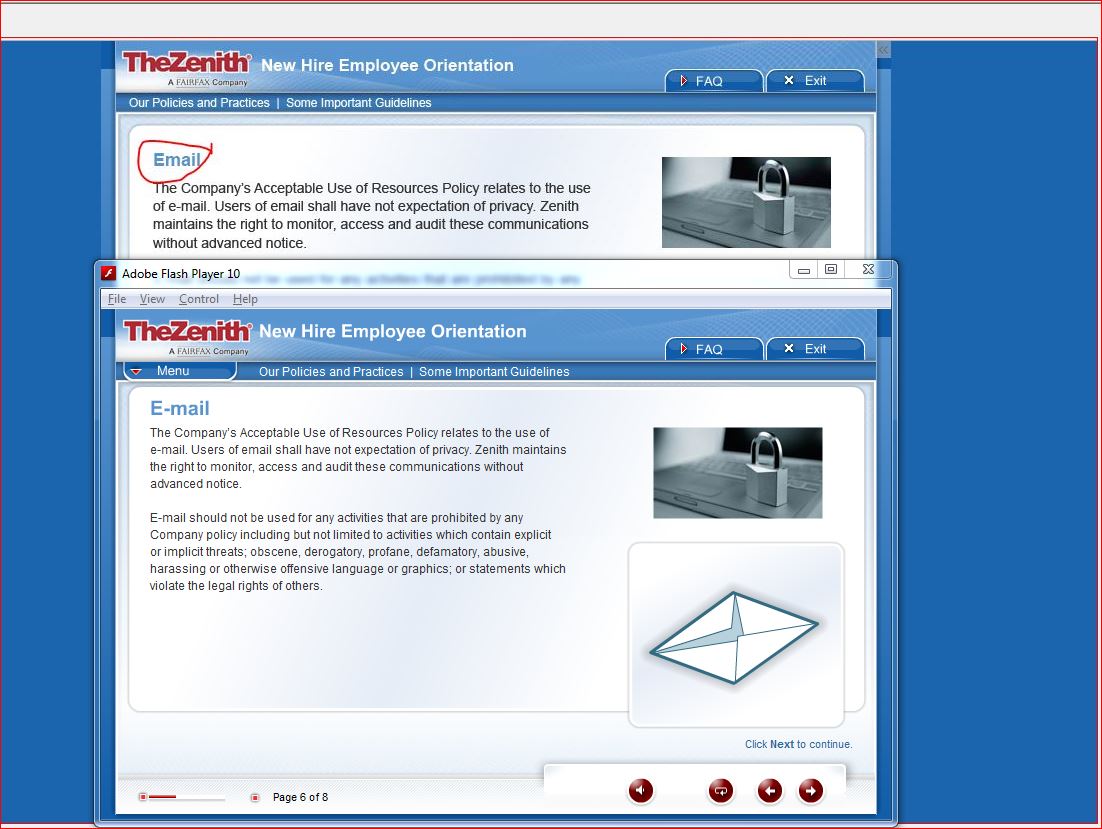 TheZenith®
A FAIRFAX Company
New Hire Employee Orientation
FAQ
Exit
Our Policies and Practices | Some Important Guidelines
Email
The Company's Acceptable Use of Resources Policy relates to the use
of e-mail. Users of email shall have not expectation of privacy. Zenith
maintains the right to monitor, access and audit these communications
without advanced notice.
Adobe Flash Player 10
File View Control Help
TheZenith®
A FAIRFAX Company
New Hire Employee Orientation
FAQ
Exit
Menu
Our Policies and Practices | Some Important Guidelines
E-mail
The Company's Acceptable Use of Resources Policy relates to the use of
e-mail. Users of email shall have not expectation of privacy. Zenith maintains
the right to monitor, access and audit these communications without
advanced notice.
E-mail should not be used for any activities that are prohibited by any
Company policy including but not limited to activities which contain explicit
or implicit threats; obscene, derogatory, profane, defamatory, abusive,
harassing or otherwise offensive language or graphics; or statements which
violate the legal rights of others.
Click Next to continue.
Page 6 of 8